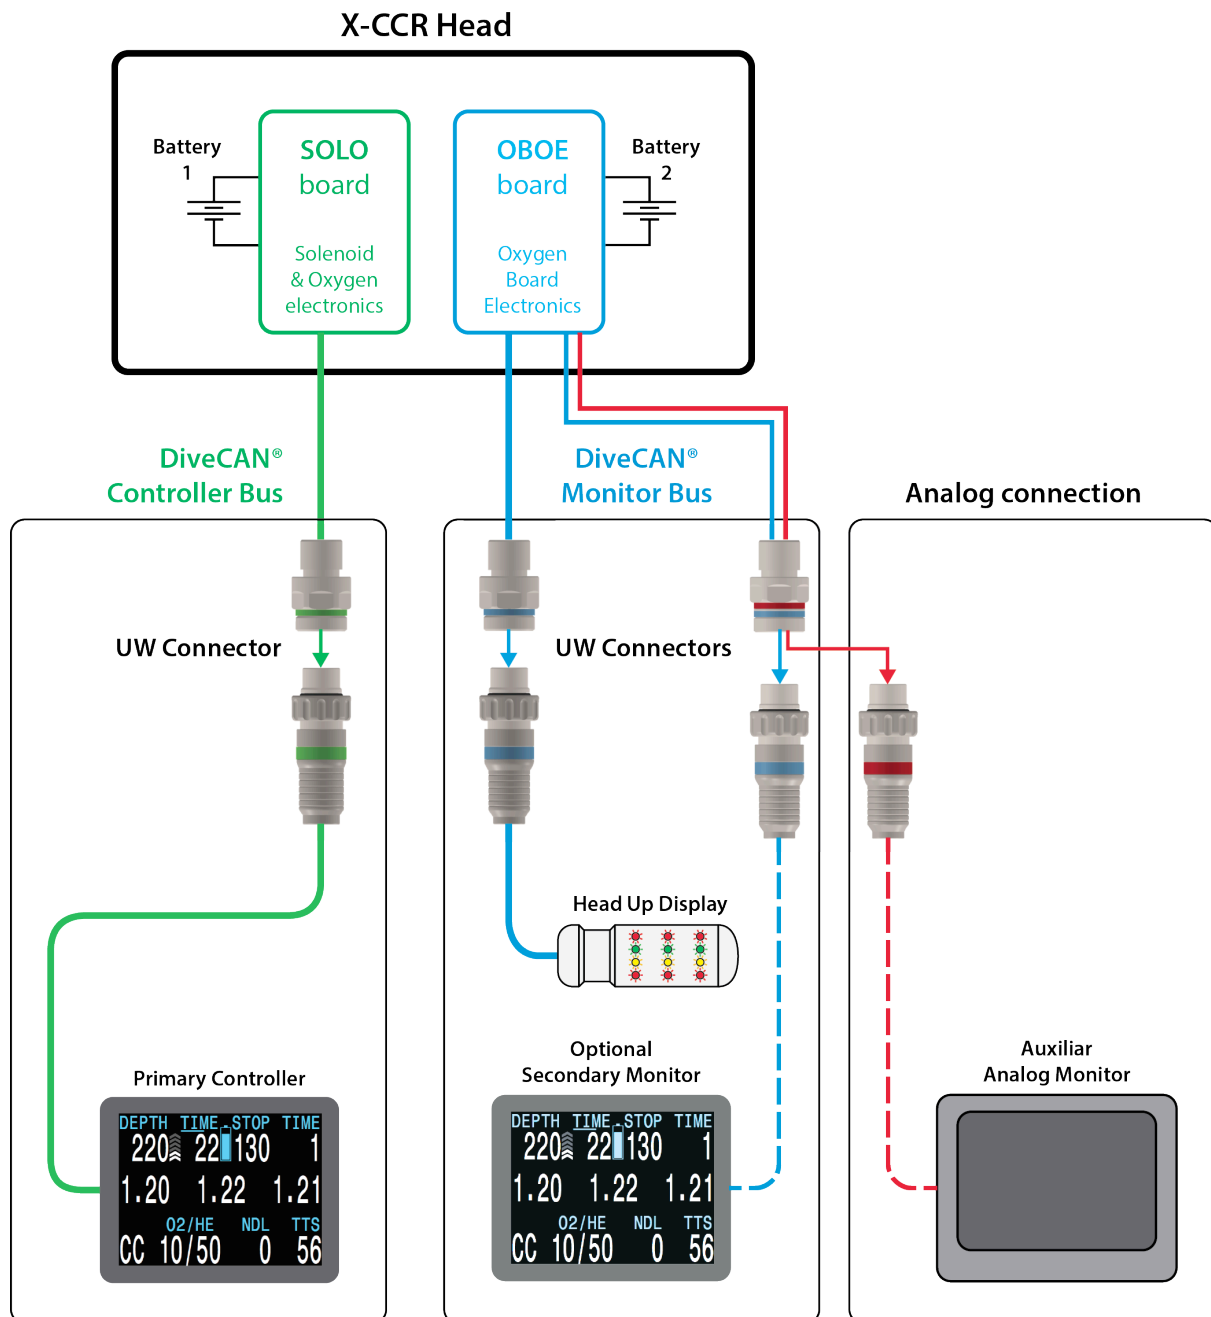 X-CCR Head
Battery
1
SOLO
board
Solenoid
& Oxygen
electronics
OBOE
board
Oxygen
Board
Electronics
Battery
2
DiveCAN®
Controller Bus
DiveCAN®
Monitor Bus
Analog connection
UW Connector
UW Connectors
Head Up Display
Primary Controller
DEPTH TIME STOP TIME
220 22 130 1
1.20 1.22 1.21
O2/HE NDL TTS
CC 10/50 0 56
Optional
Secondary Monitor
DEPTH TIME STOP TIME
220 22 130 1
1.20 1.22 1.21
O2/HE NDL TTS
CC 10/50 0 56
Auxiliar
Analog Monitor